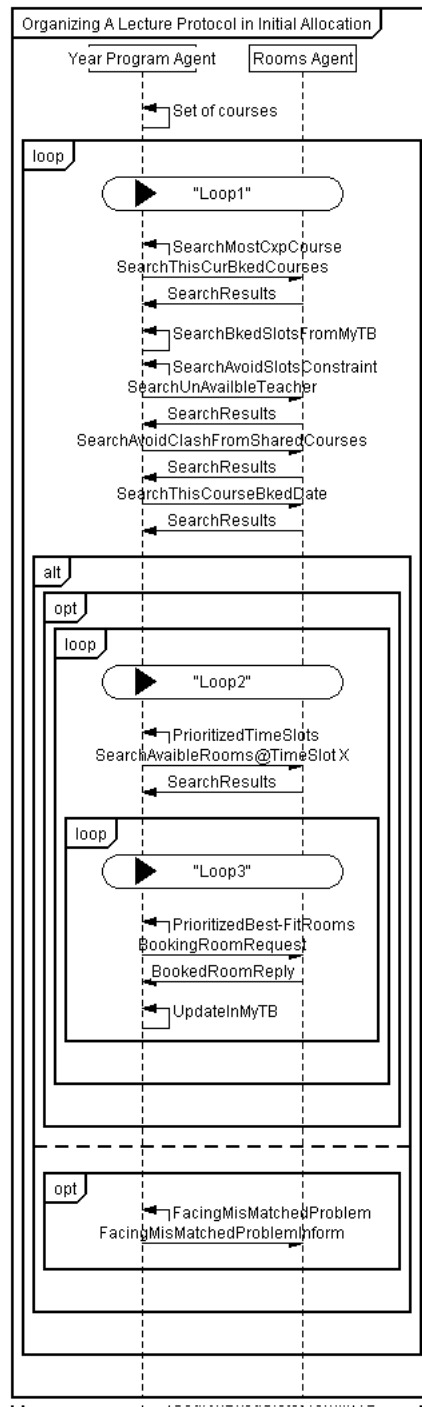 Organizing A Lecture Protocol in Initial Allocation
Year Program Agent Rooms Agent
Set of courses
loop
"Loop1"
SearchMostCxpCourse
SearchThisCurBkedCourses
SearchResults
SearchBkedSlotsFromMyTB
SearchAvoidSlotsConstraint
SearchUnAvailbleTeacher
SearchResults
SearchAvoidClashFromSharedCourses
SearchResults
SearchThisCourseBkedDate
SearchResults
alt
opt
loop
"Loop2"
PrioritizedTimeSlots
SearchAvaibleRooms@TimeSlot X
SearchResults
loop
"Loop3"
PrioritizedBest-FitRooms
BookingRoomRequest
BookedRoomReply
UpdateInMyTB
opt
FacingMisMatchedProblem
FacingMisMatchedProblemInform